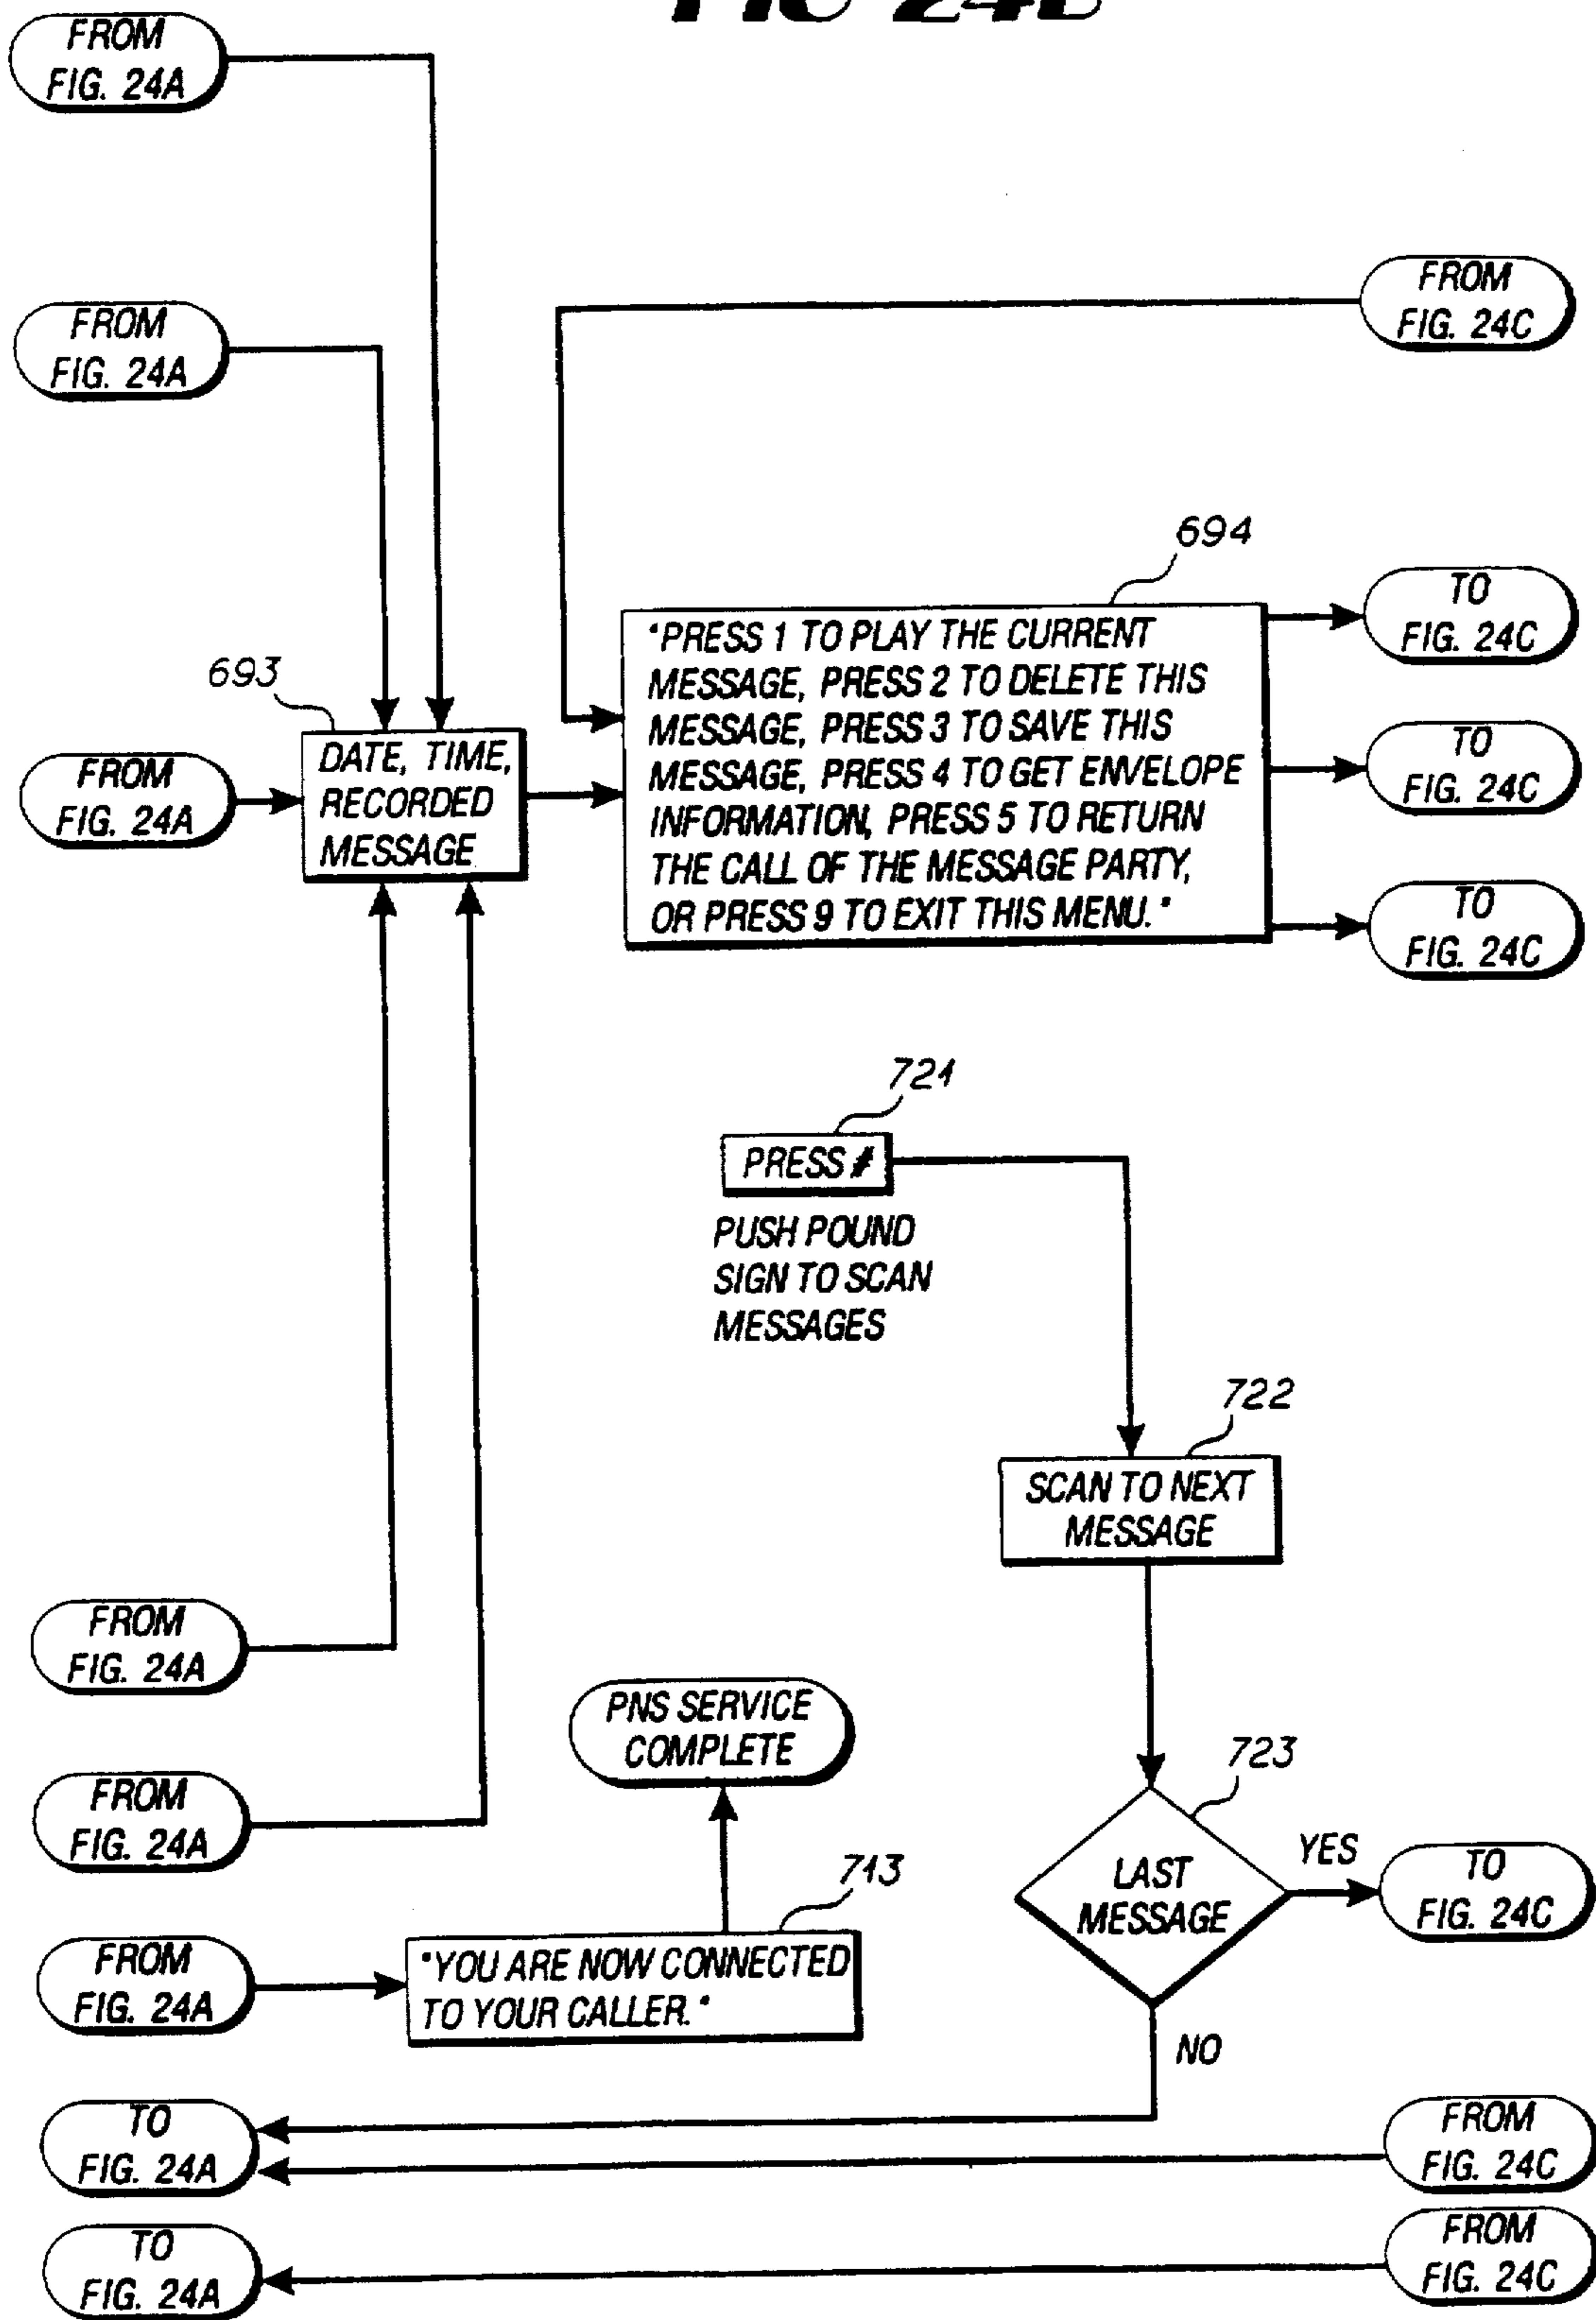 FROM
FIG. 24A
FROM
FIG. 24A
FROM
FIG. 24C
694
"PRESS 1 TO PLAY THE CURRENT
MESSAGE, PRESS 2 TO DELETE THIS
MESSAGE, PRESS 3 TO SAVE THIS
MESSAGE, PRESS 4 TO GET ENVELOPE
INFORMATION, PRESS 5 TO RETURN
THE CALL OF THE MESSAGE PARTY,
OR PRESS 9 TO EXIT THIS MENU."
TO
FIG. 24C
TO
FIG. 24C
TO
FIG. 24C
693
FROM
FIG. 24A
DATE, TIME,
RECORDED
MESSAGE
721
PRESS #
PUSH POUND
SIGN TO SCAN
MESSAGES
722
SCAN TO NEXT
MESSAGE
FROM
FIG. 24A
PNS SERVICE
COMPLETE
723
LAST
MESSAGE
YES
TO
FIG. 24C
FROM
FIG. 24A
713
FROM
FIG. 24A
"YOU ARE NOW CONNECTED
TO YOUR CALLER."
NO
TO
FIG. 24A
FROM
FIG. 24C
TO
FIG. 24A
FROM
FIG. 24C